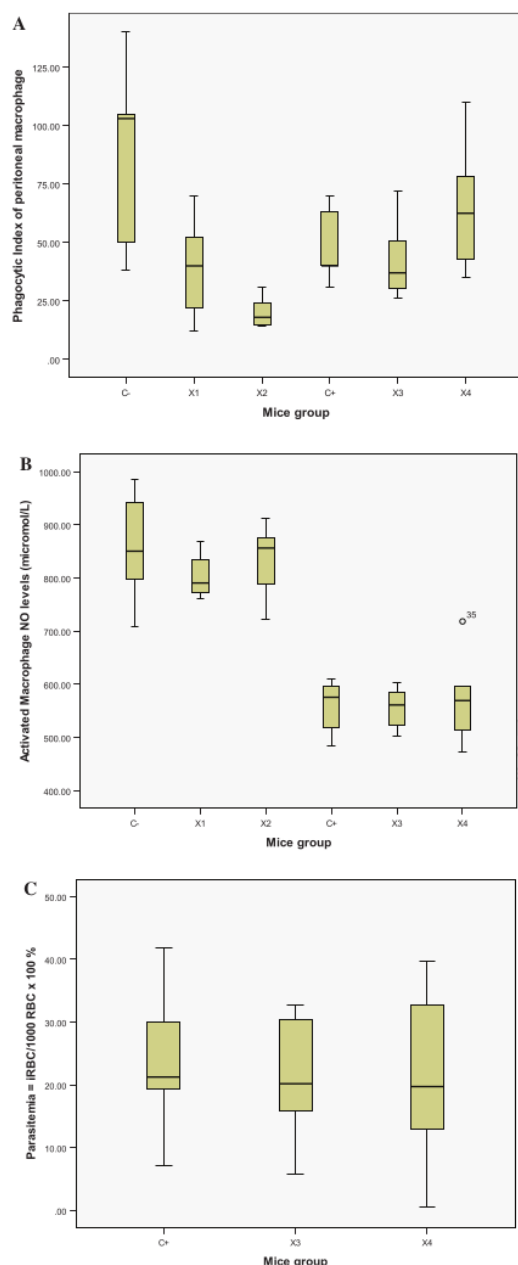 A
Phagocytic Index of peritoneal macrophage
125.00
100.00
75.00
50.00
25.00
.00
C- X1 X2 C+ X3 X4
Mice group
B
Activated Macrophage NO levels (micromol/L)
1000.00
900.00
800.00
700.00
600.00
500.00
400.00
35
C- X1 X2 C+ X3 X4
Mice group
C
Parasitemia = iRBC/1000 RBC x 100 %
50.00
40.00
30.00
20.00
10.00
.00
C+ X3 X4
Mice group